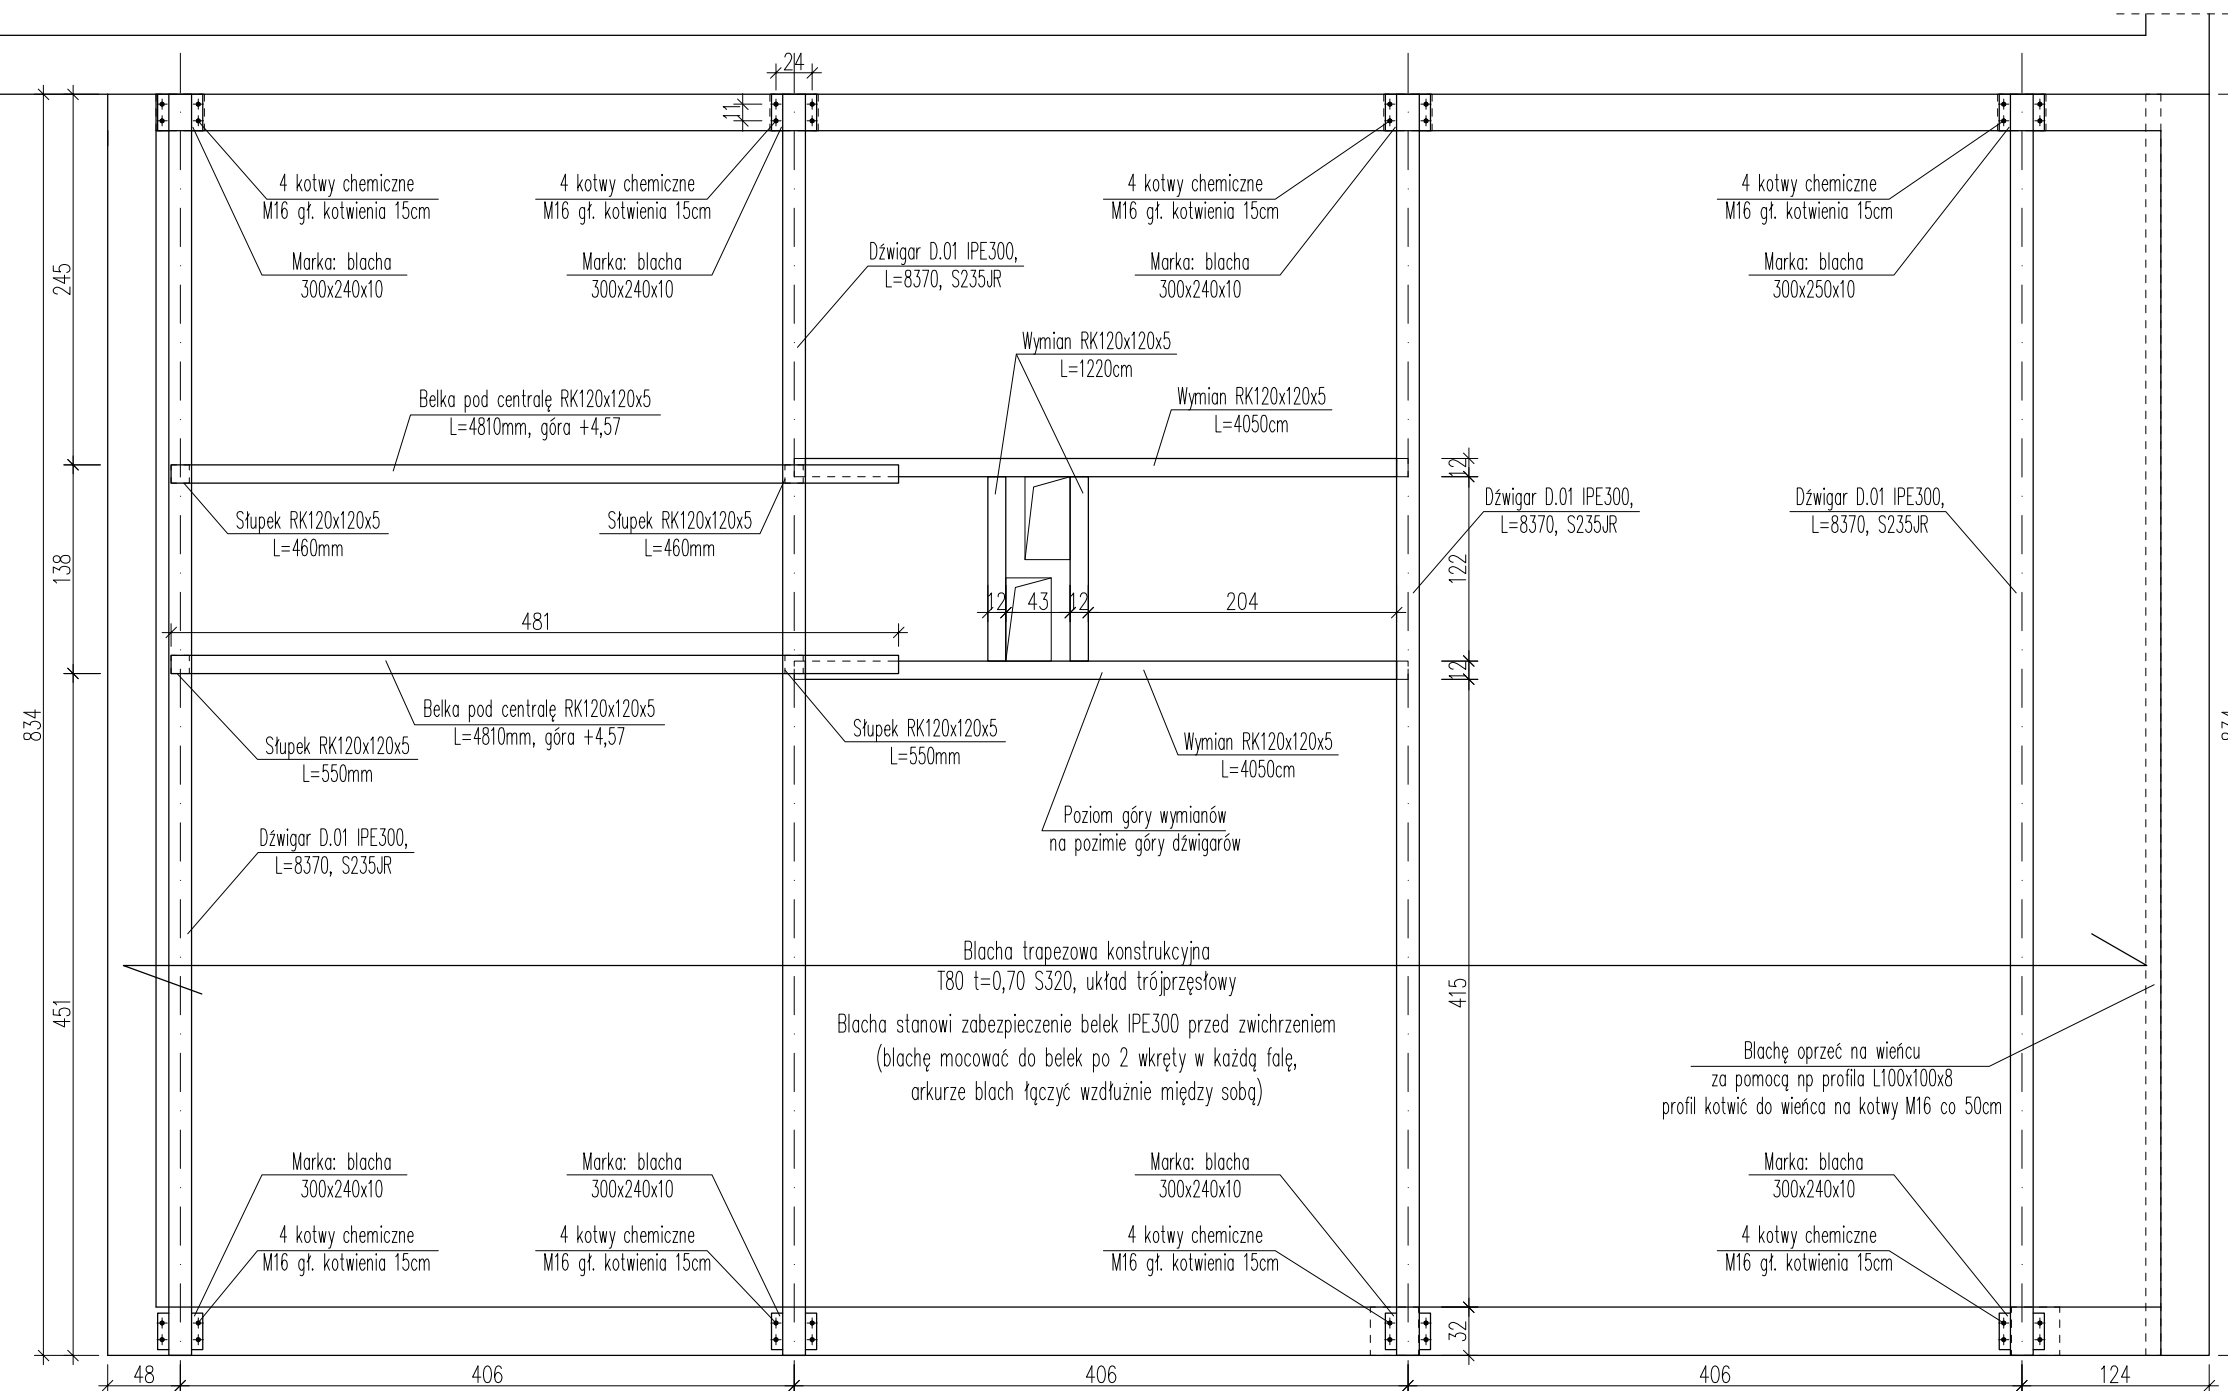 24
11
4 kotwy chemiczne
M16 gł. kotwienia 15cm
4 kotwy chemiczne
M16 gł. kotwienia 15cm
4 kotwy chemiczne
M16 gł. kotwienia 15cm
4 kotwy chemiczne
M16 gł. kotwienia 15cm
Marka: blacha
300x240x10
Marka: blacha
300x240x10
Dźwigar D.01 IPE300,
L=8370, S235JR
Marka: blacha
300x240x10
Marka: blacha
300x250x10
245
Wymian RK120x120x5
L=1220cm
Belka pod centralę RK120x120x5
L=4810mm, góra +4,57
Wymian RK120x120x5
L=4050cm
12
Słupek RK120x120x5
L=460mm
Słupek RK120x120x5
L=460mm
Dźwigar D.01 IPE300,
L=8370, S235JR
Dźwigar D.01 IPE300,
L=8370, S235JR
138
122
12
43
12
204
481
12
834
Belka pod centralę RK120x120x5
L=4810mm, góra +4,57
Słupek RK120x120x5
L=550mm
Słupek RK120x120x5
L=550mm
Wymian RK120x120x5
L=4050cm
Poziom góry wymianów
na pozimie góry dźwigarów
Dźwigar D.01 IPE300,
L=8370, S235JR
Blacha trapezowa konstrukcyjna
T80 t=0,70 S320, układ trójprzęsłowy
451
415
Blacha stanowi zabezpieczenie belek IPE300 przed zwichrzeniem
(blachę mocować do belek po 2 wkręty w każdą falę,
arkurze blach łączyć wzdłużnie między sobą)
Blachę oprzeć na wieńcu
za pomocą np profila L100x100x8
profil kotwić do wieńca na kotwy M16 co 50cm
Marka: blacha
300x240x10
Marka: blacha
300x240x10
Marka: blacha
300x240x10
Marka: blacha
300x240x10
4 kotwy chemiczne
M16 gł. kotwienia 15cm
4 kotwy chemiczne
M16 gł. kotwienia 15cm
4 kotwy chemiczne
M16 gł. kotwienia 15cm
4 kotwy chemiczne
M16 gł. kotwienia 15cm
32
48
406
406
406
124